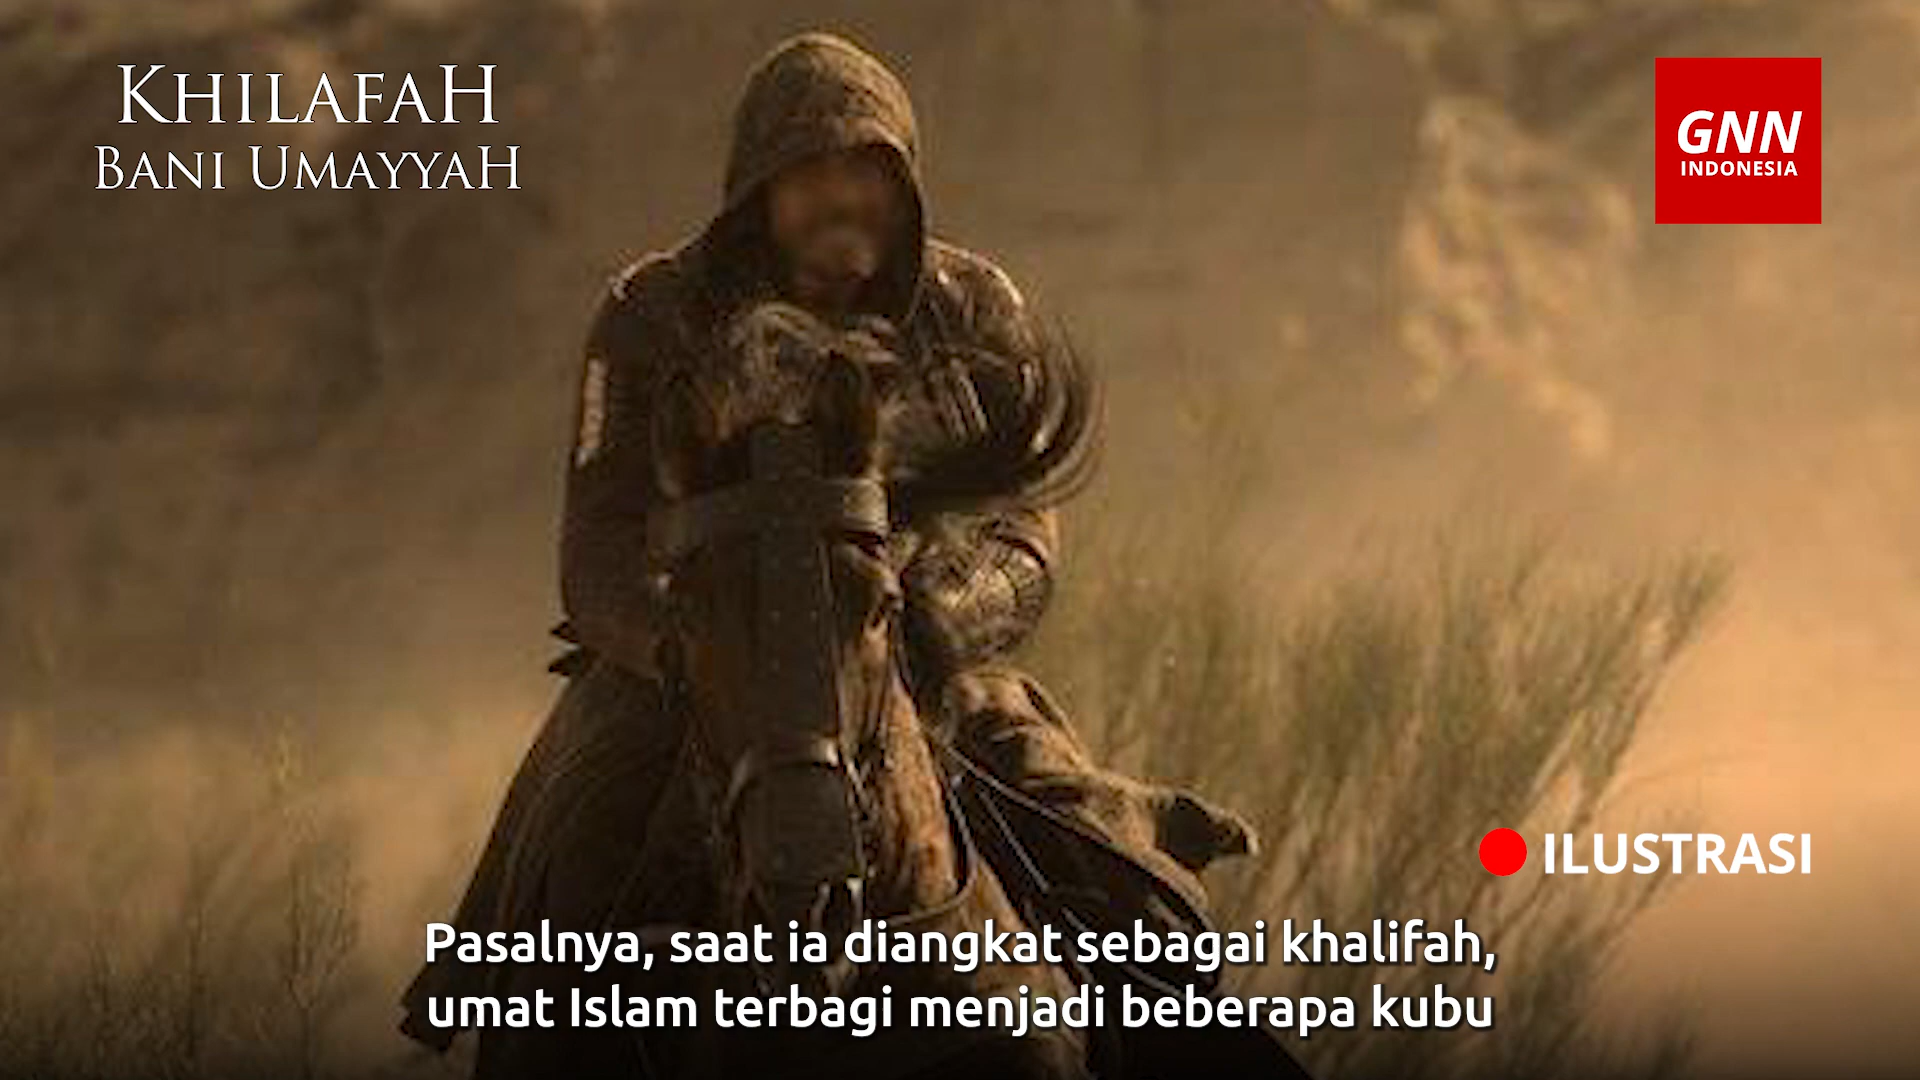 KHILAFAH
BANI UMAYYAH
GNN
INDONESIA
ILUSTRASI
Pasalnya, saat ia diangkat sebagai khalifah,
umat Islam terbagi menjadi beberapa kubu